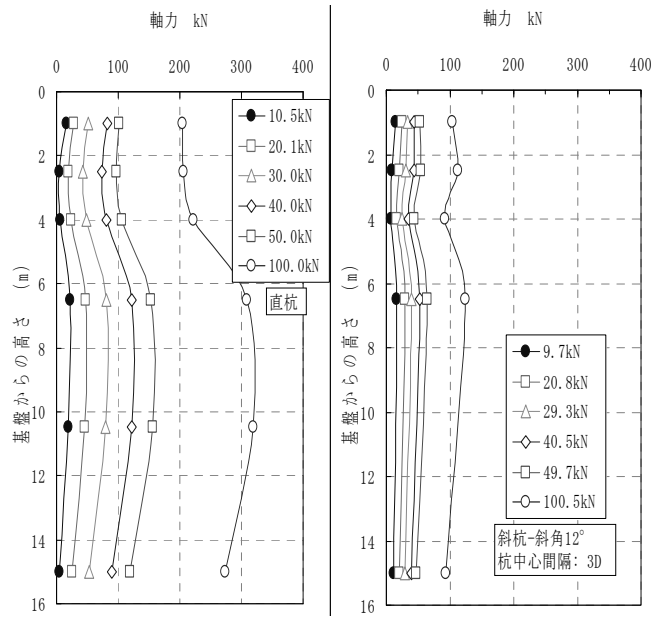 軸力 kN
0 100 200 300 400
0
2
4
6
8
10
12
14
16
基盤からの高さ (m)
10.5kN
20.1kN
30.0kN
40.0kN
50.0kN
100.0kN
直杭
軸力 kN
0 100 200 300 400
0
2
4
6
8
10
12
14
16
基盤からの高さ (m)
9.7kN
20.8kN
29.3kN
40.5kN
49.7kN
100.5kN
斜杭-斜角12°
杭中心間隔: 3D